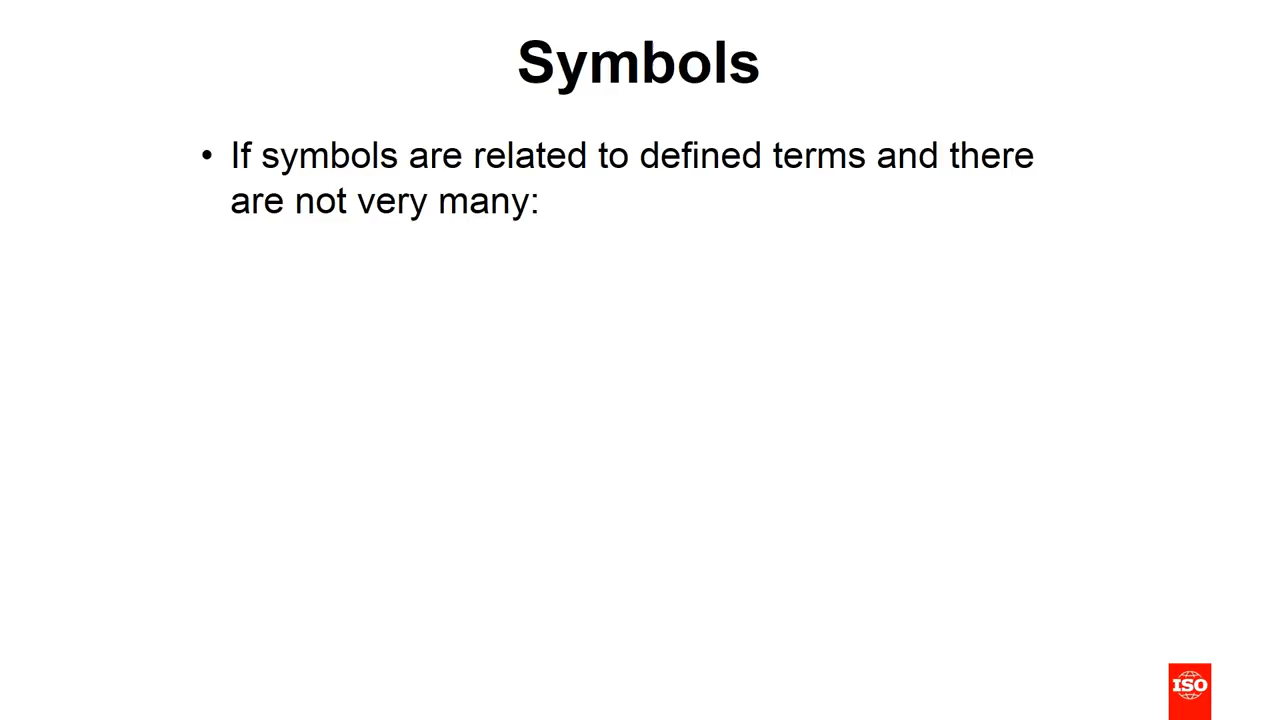 Symbols
• If symbols are related to defined terms and there
are not very many:
ISO